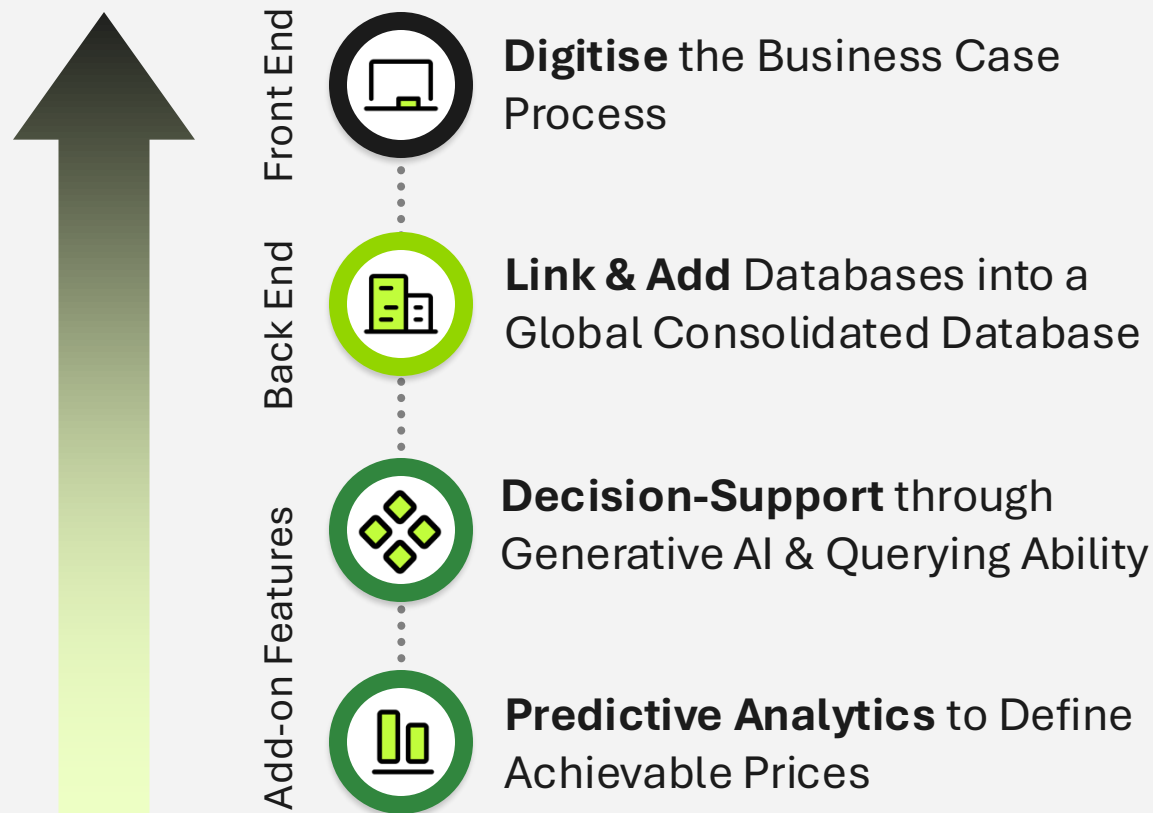 Front End
Digitise the Business Case
Process
Back End
Link & Add Databases into a
Global Consolidated Database
Add-on Features
Decision-Support through
Generative AI & Querying Ability
Predictive Analytics to Define
Achievable Prices